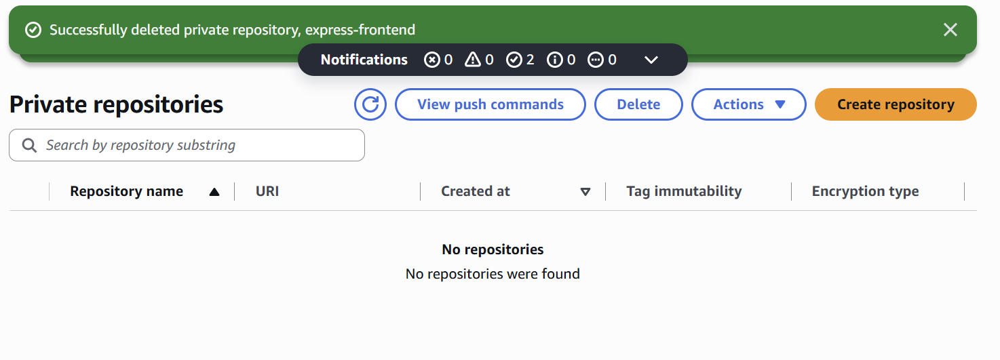 Successfully deleted private repository, express-frontend
Notifications 0 0 2 0 0
Private repositories View push commands Delete Actions Create repository
Search by repository substring
Repository name URI Created at Tag immutability Encryption type
No repositories
No repositories were found